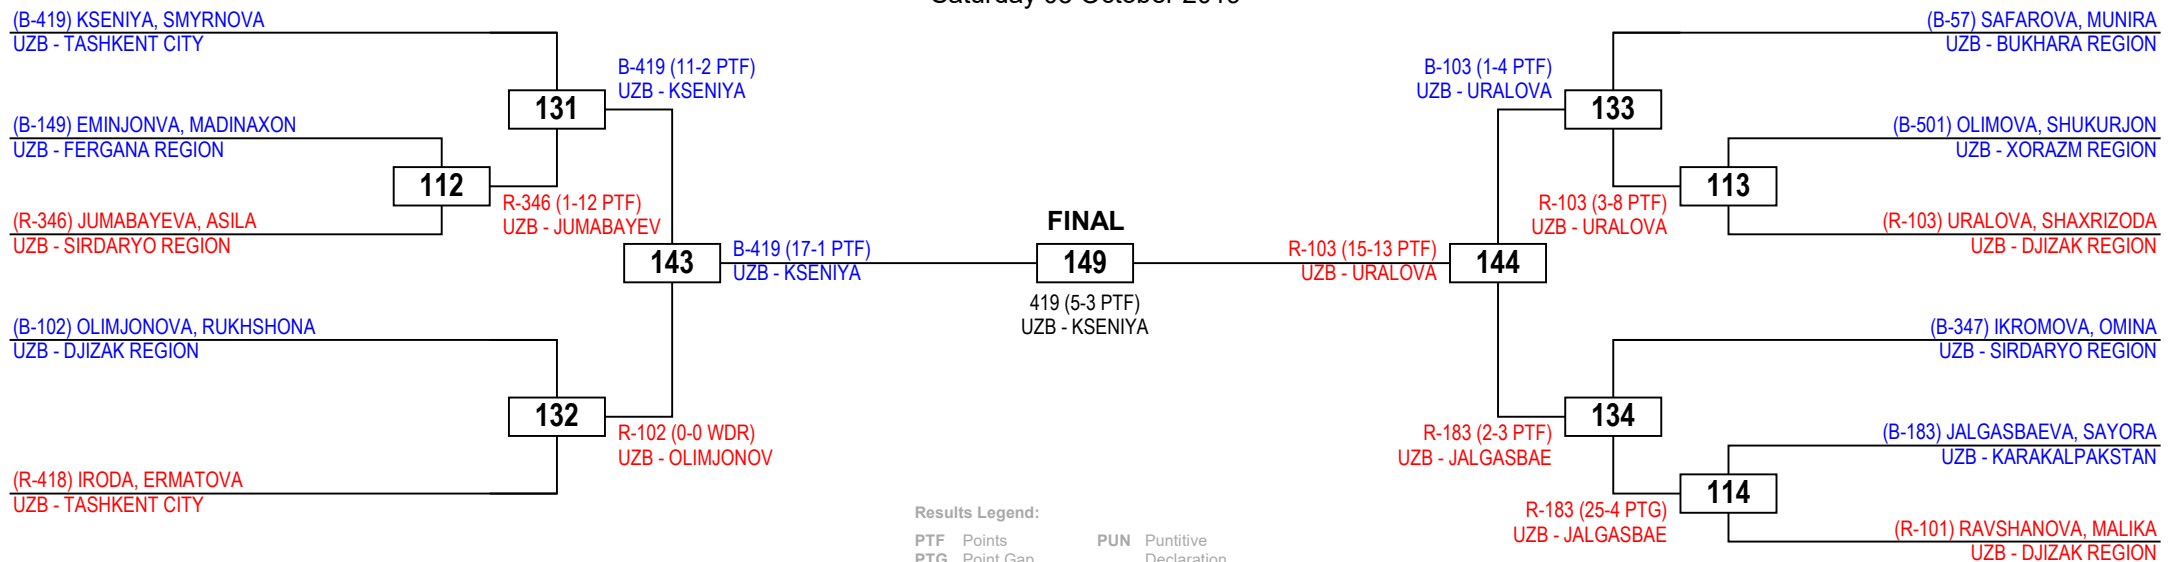 (B-419) KSENIYA, SMYRNOVA
UZB - TASHKENT CITY
B-419 (11-2 PTF)
UZB - KSENIYA
131
(B-149) EMINJONVA, MADINAXON
UZB - FERGANA REGION
112
R-346 (1-12 PTF)
UZB - JUMABAYEV
(R-346) JUMABAYEVA, ASILA
UZB - SIRDARYO REGION
143
B-419 (17-1 PTF)
UZB - KSENIYA
(B-102) OLIMJONOVA, RUKHSHONA
UZB - DJIZAK REGION
132
R-102 (0-0 WDR)
UZB - OLIMJONOV
(R-418) IRODA, ERMATOVA
UZB - TASHKENT CITY
FINAL
149
419 (5-3 PTF)
UZB - KSENIYA
(B-57) SAFAROVA, MUNIRA
UZB - BUKHARA REGION
B-103 (1-4 PTF)
UZB - URALOVA
133
(B-501) OLIMOVA, SHUKURJON
UZB - XORAZM REGION
113
R-103 (3-8 PTF)
UZB - URALOVA
(R-103) URALOVA, SHAXRIZODA
UZB - DJIZAK REGION
R-103 (15-13 PTF)
UZB - URALOVA
144
(B-347) IKROMOVA, OMINA
UZB - SIRDARYO REGION
134
R-183 (2-3 PTF)
UZB - JALGASBAE
(B-183) JALGASBAEVA, SAYORA
UZB - KARAKALPAKSTAN
114
R-183 (25-4 PTG)
UZB - JALGASBAE
(R-101) RAVSHANOVA, MALIKA
UZB - DJIZAK REGION
Results Legend:
PTF Points PUN Puntitive
PTG Point Gap Declaration